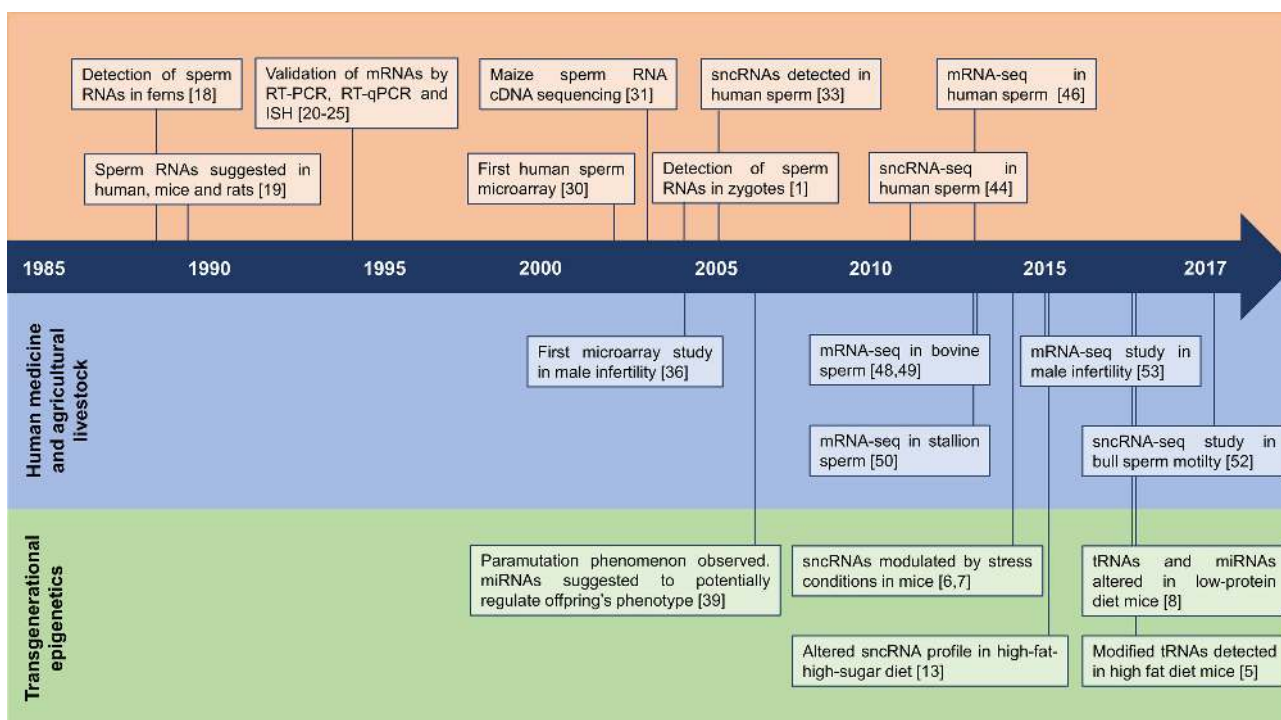 Detection of sperm
RNAs in ferns [18]
Validation of mRNAs by
RT-PCR, RT-qPCR and
ISH [20-25]
Maize sperm RNA
cDNA sequencing [31]
sncRNAs detected in
human sperm [33]
mRNA-seq in
human sperm [46]
Sperm RNAs suggested in
human, mice and rats [19]
First human sperm
microarray [30]
Detection of sperm
RNAs in zygotes [1]
sncRNA-seq in
human sperm [44]
1985 1990 1995 2000 2005 2010 2015 2017
Human medicine
and agricultural
livestock
First microarray study
in male infertility [36]
mRNA-seq in bovine
sperm [48,49]
mRNA-seq study in
male infertility [53]
mRNA-seq in stallion
sperm [50]
sncRNA-seq study in
bull sperm motilty [52]
Transgenerational
epigenetics
Paramutation phenomenon observed.
miRNAs suggested to potentially
regulate offpring's phenotype [39]
sncRNAs modulated by stress
conditions in mice [6,7]
tRNAs and miRNAs
altered in low-protein
diet mice [8]
Altered sncRNA profile in high-fat-
high-sugar diet [13]
Modified tRNAs detected
in high fat diet mice [5]